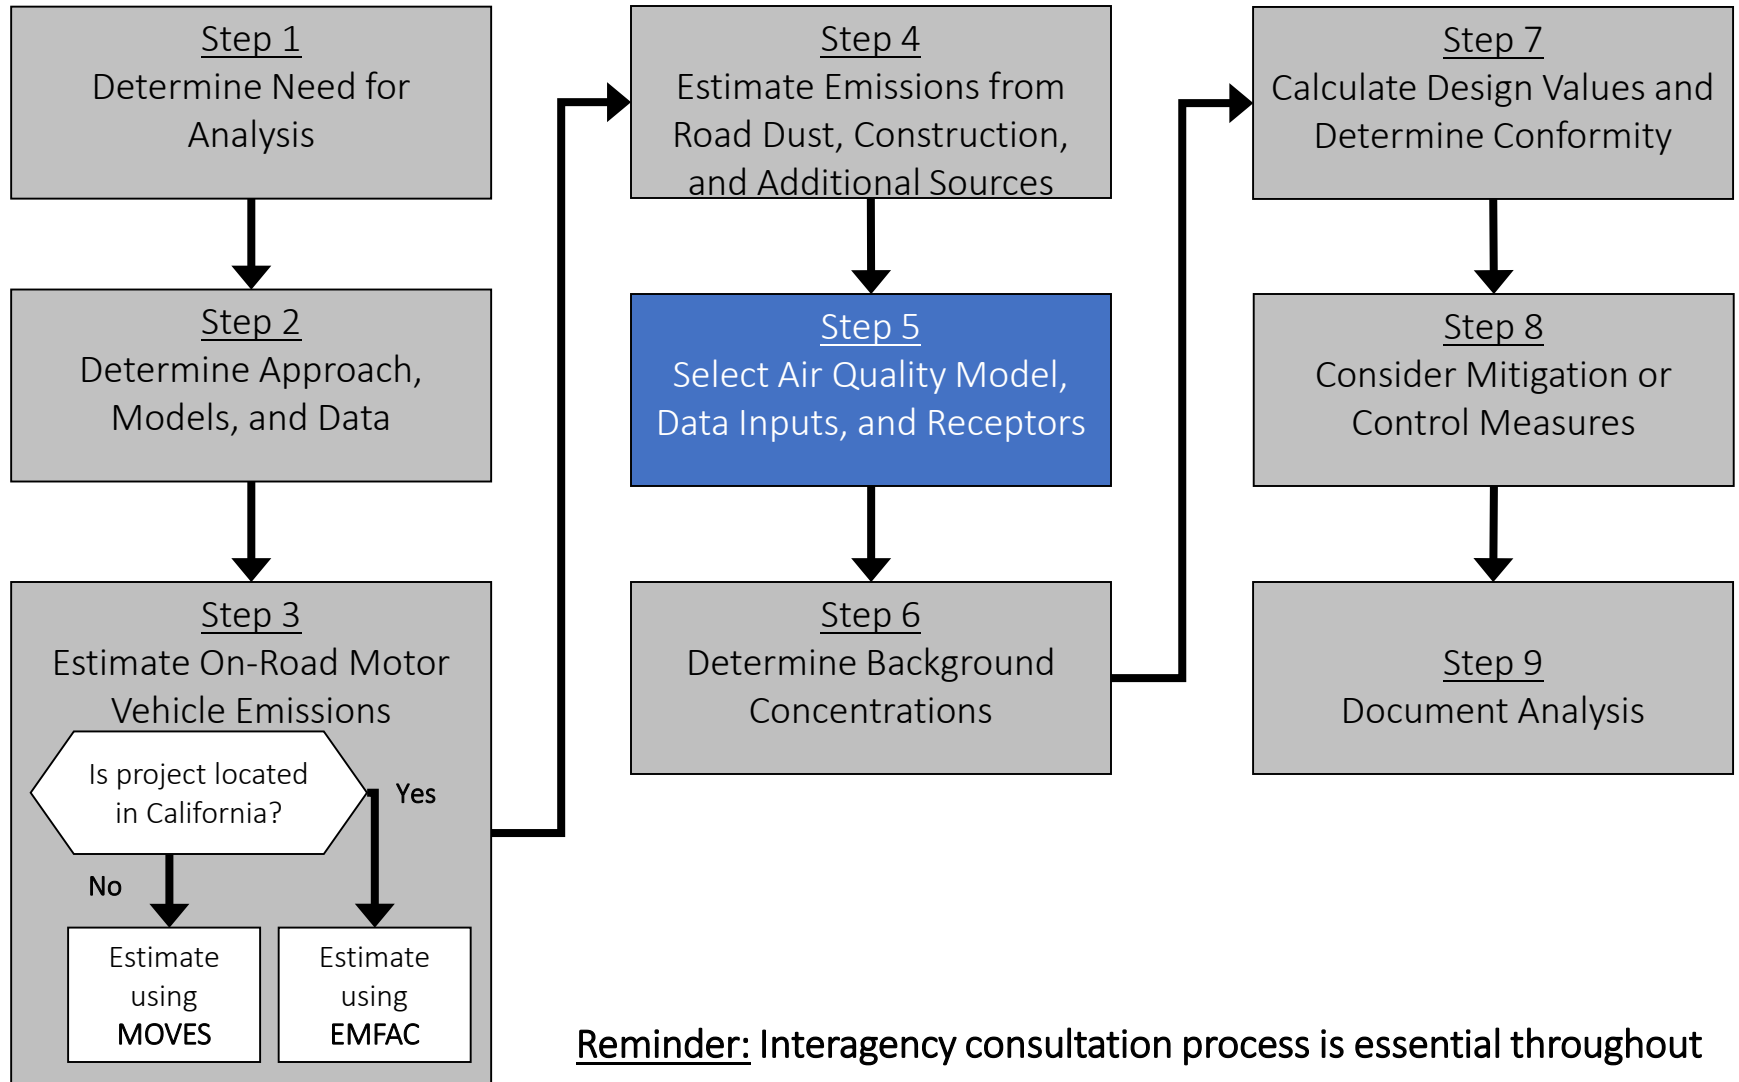 Step 1
Determine Need for
Analysis
Step 2
Determine Approach,
Models, and Data
Step 3
Estimate On-Road Motor
Vehicle Emissions
Is project located
in California?
Yes
No
Estimate
using
MOVES
Estimate
using
EMFAC
Step 4
Estimate Emissions from
Road Dust, Construction,
and Additional Sources
Step 5
Select Air Quality Model,
Data Inputs, and Receptors
Step 6
Determine Background
Concentrations
Step 7
Calculate Design Values and
Determine Conformity
Step 8
Consider Mitigation or
Control Measures
Step 9
Document Analysis
Reminder: Interagency consultation process is essential throughout